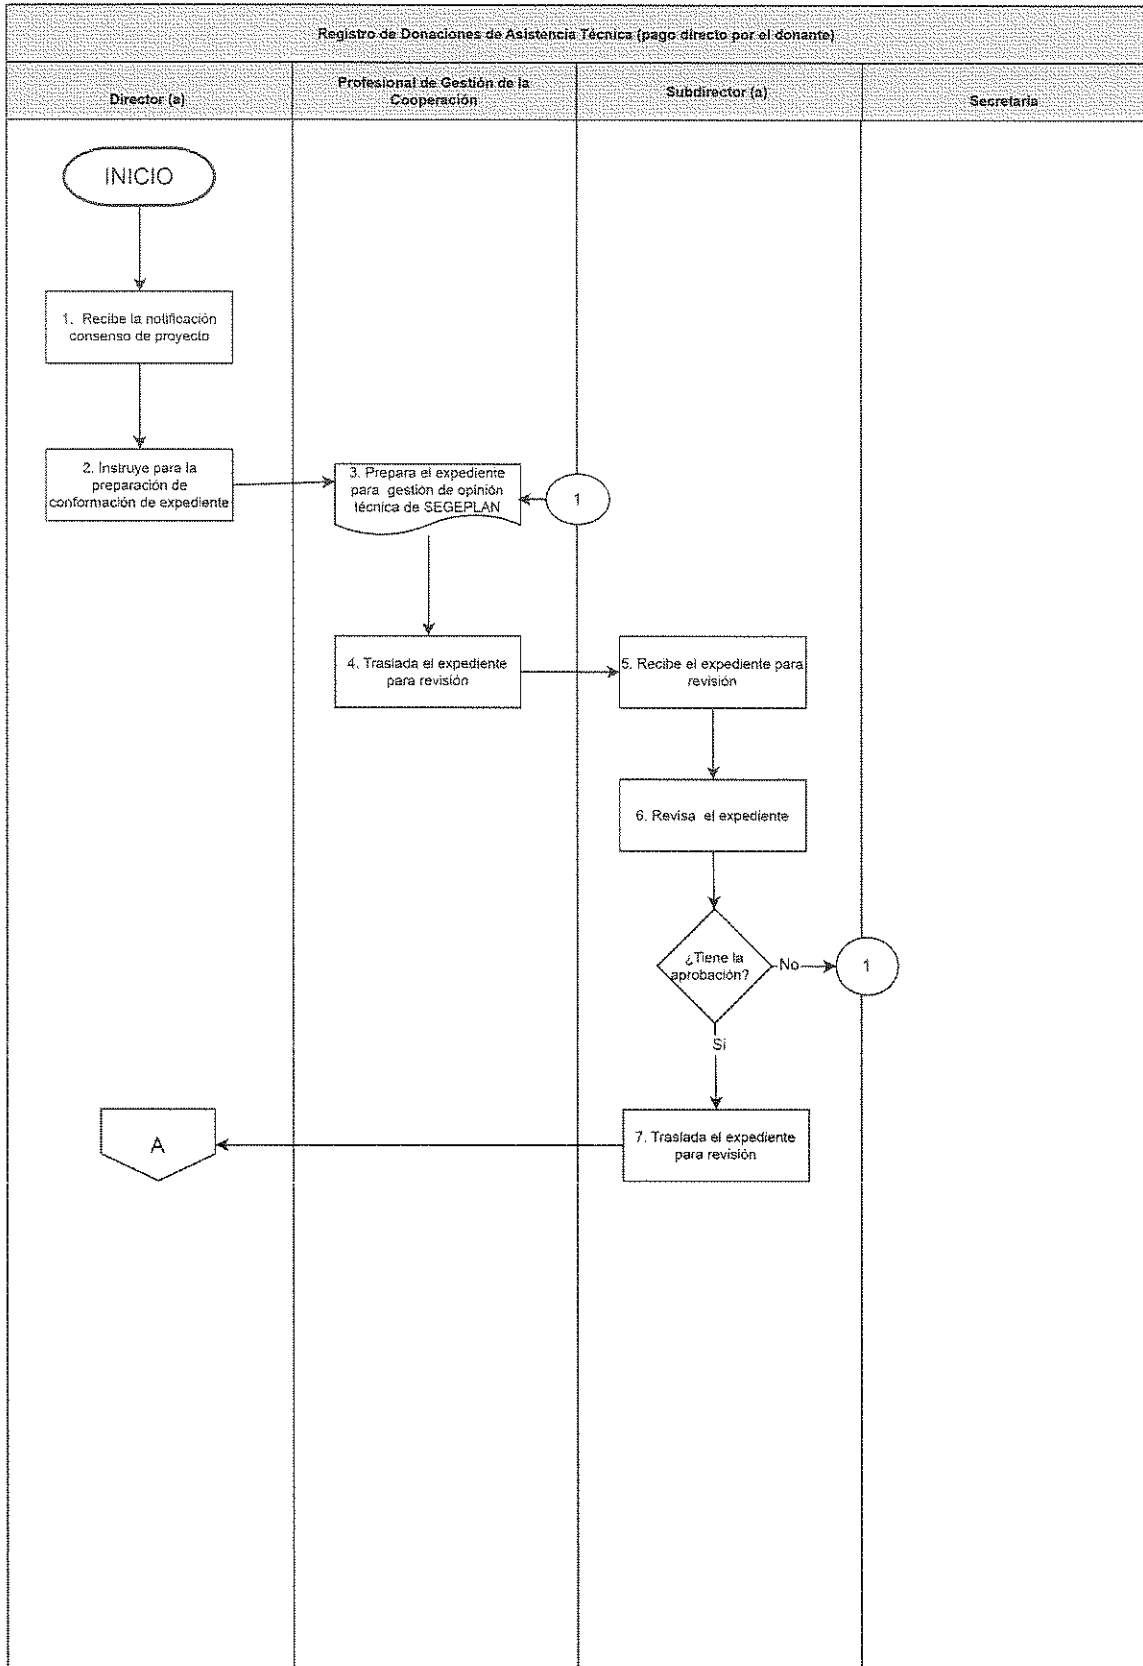 Registro de Donaciones de Asistencia Técnica (pago directo por el donante)
Director (a)
Profesional de Gestión de la
Cooperación
Subdirector (a)
Secretaria
INICIO
1. Recibe la notificación
consenso de proyecto
2. Instruye para la
preparación de
conformación de expediente
3. Prepara el expediente
para gestión de opinión
técnica de SEGEPLAN
1
4. Traslada el expediente
para revisión
5. Recibe el expediente para
revisión
6. Revisa el expediente
¿Tiene la
aprobación?
No
1
Si
A
7. Traslada el expediente
para revisión